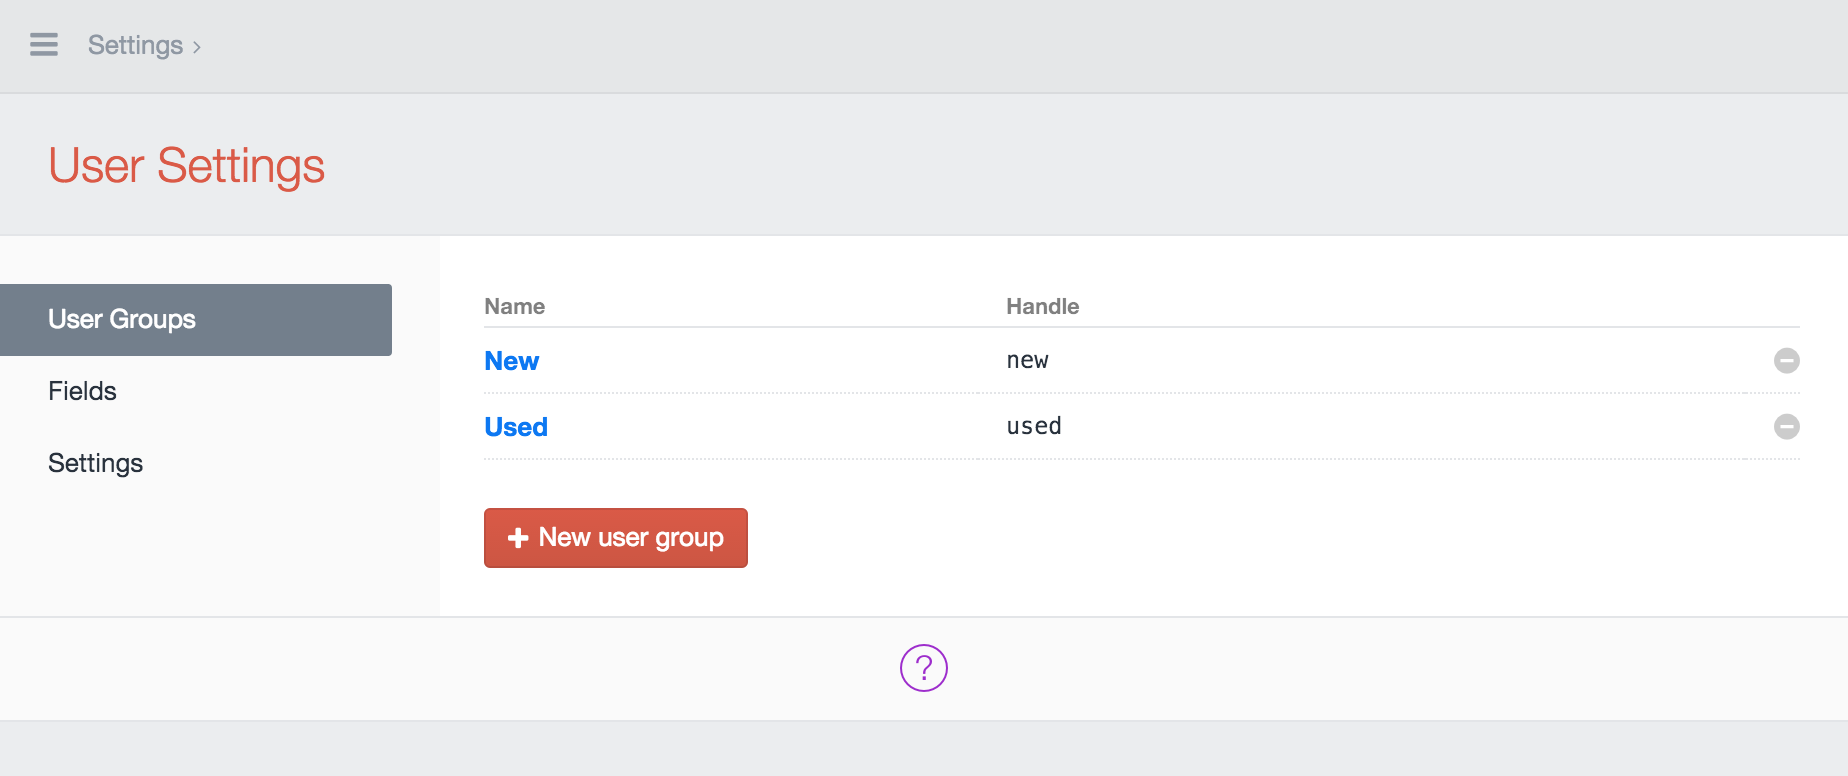 Settings ›
User Settings
User Groups
Fields
Settings
Name Handle
New new
Used used
New user group
?